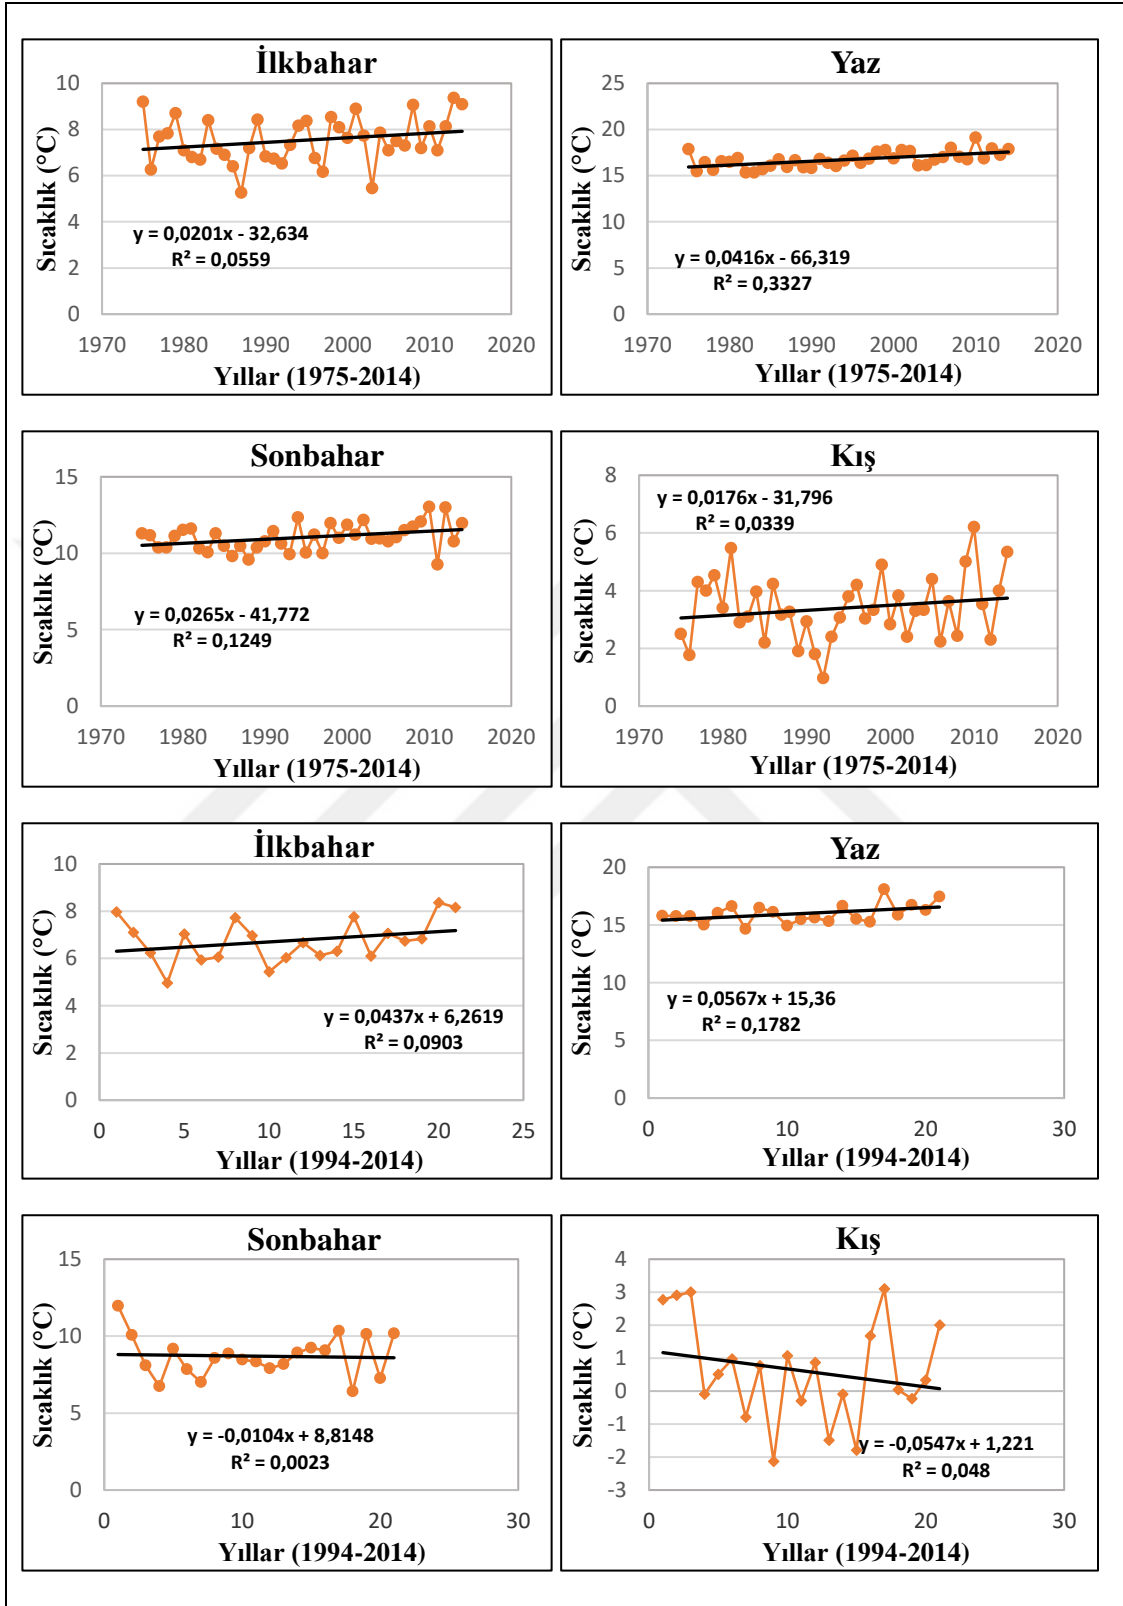 İlkbahar
10
8
6
4
2
0
Sıcaklık (°C)
y = 0,0201x - 32,634
R² = 0,0559
1970 1980 1990 2000 2010 2020
Yıllar (1975-2014)
Yaz
25
20
15
10
5
0
Sıcaklık (°C)
y = 0,0416x - 66,319
R² = 0,3327
1970 1980 1990 2000 2010 2020
Yıllar (1975-2014)
Sonbahar
15
10
5
0
Sıcaklık (°C)
y = 0,0265x - 41,772
R² = 0,1249
1970 1980 1990 2000 2010 2020
Yıllar (1975-2014)
Kış
8
6
4
2
0
Sıcaklık (°C)
y = 0,0176x - 31,796
R² = 0,0339
1970 1980 1990 2000 2010 2020
Yıllar (1975-2014)
İlkbahar
10
8
6
4
2
0
Sıcaklık (°C)
y = 0,0437x + 6,2619
R² = 0,0903
0 5 10 15 20 25
Yıllar (1994-2014)
Yaz
20
15
10
5
0
Sıcaklık (°C)
y = 0,0567x + 15,36
R² = 0,1782
0 10 20 30
Yıllar (1994-2014)
Sonbahar
15
10
5
0
Sıcaklık (°C)
y = -0,0104x + 8,8148
R² = 0,0023
0 10 20 30
Yıllar (1994-2014)
Kış
4
3
2
1
0
-1
-2
-3
Sıcaklık (°C)
y = -0,0547x + 1,221
R² = 0,048
0 10 20 30
Yıllar (1994-2014)